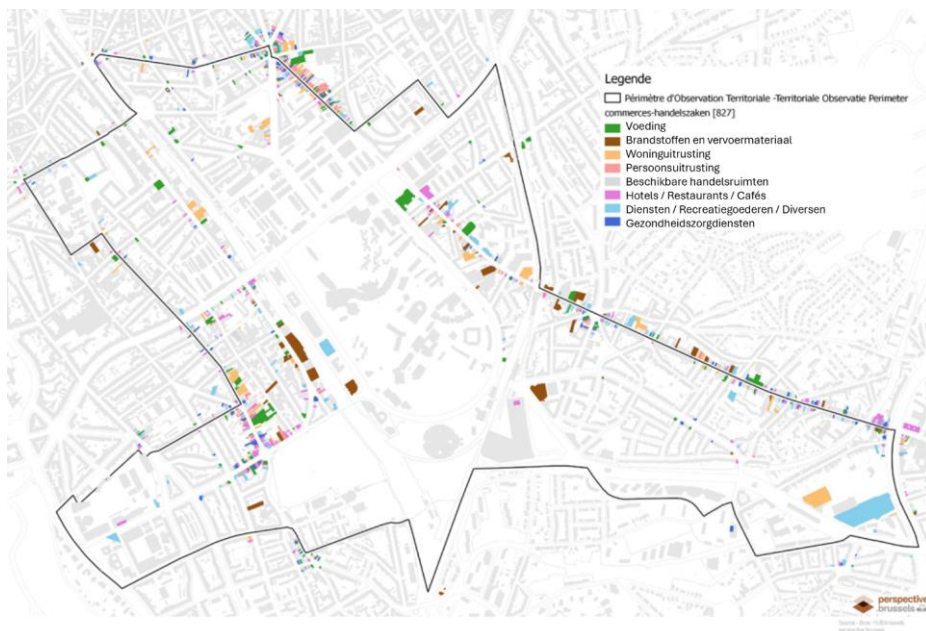 Legende
Périmètre d'Observation Territoriale -Territoriale Observatie Perimeter
commerces-handelszaken [827]
Voeding
Brandstoffen en vervoermateriaal
Woninguitrusting
Persoonsuitrusting
Beschikbare handelsruimten
Hotels / Restaurants / Cafés
Diensten / Recreatiegoederen / Diversen
Gezondheidszorgdiensten
perspective
.brussels